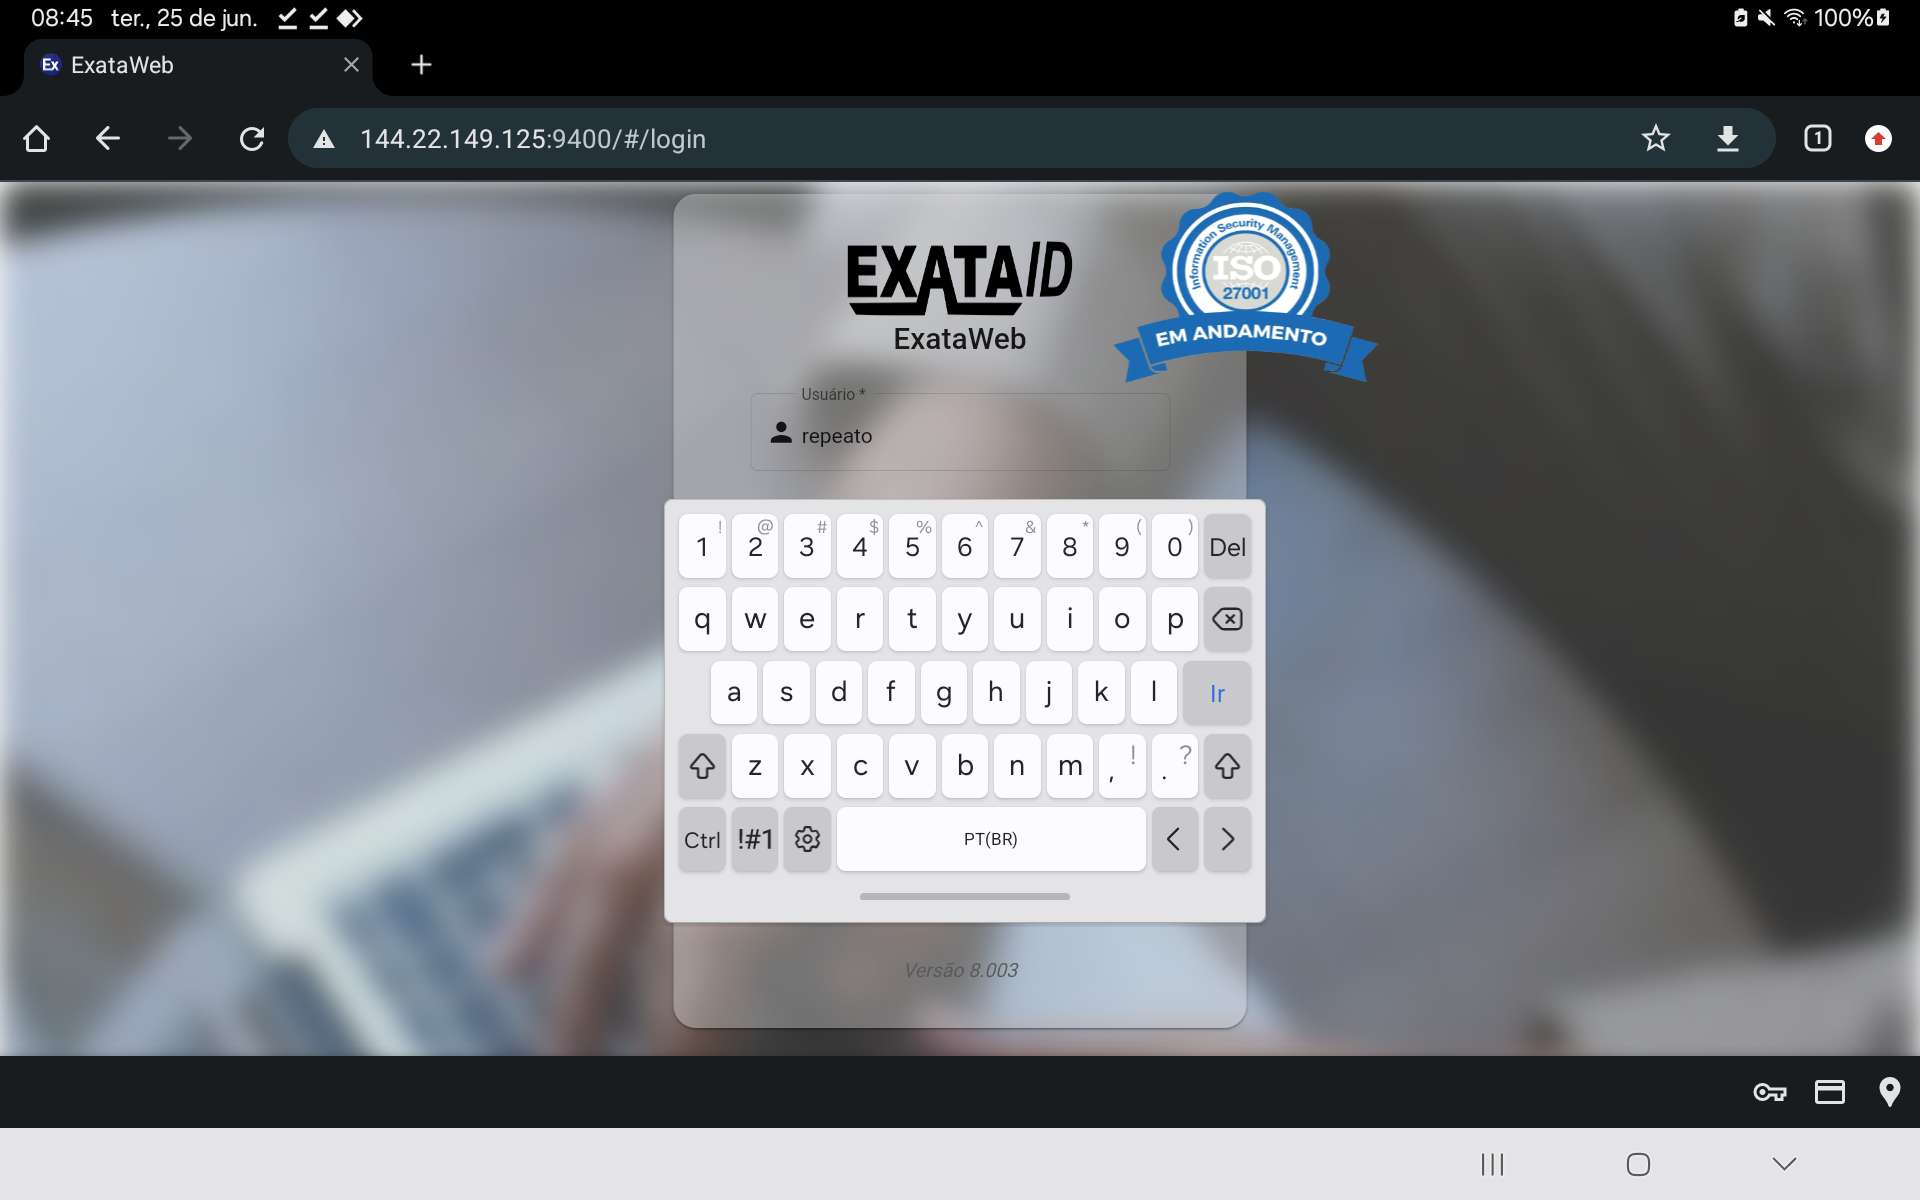 08:45 ter., 25 de jun.
100%
Ex ExataWeb
144.22.149.125:9400/#/login
1
EXATAID
ExataWeb
Information Security Management
ISO
27001
EM ANDAMENTO
Usuário *
repeato
! @ # $ % ^ & * ( )
1 2 3 4 5 6 7 8 9 0 Del
q w e r t y u i o p
a s d f g h j k l Ir
z x c v b n m , ! . ?
Ctrl !#1 PT(BR) < >
Versão 8.003